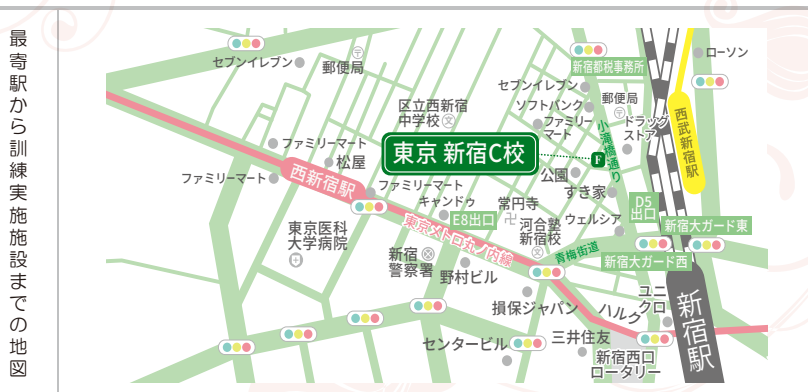 最寄駅から訓練実施施設までの地図
セブンイレブン
郵便局
〒
新宿都税事務所
ローソン
セブンイレブン
ソフトバンク
ファミリー
マート
郵便局
〒
ドラッグ
ストア
小滝橋通り
西武新宿駅
区立西新宿
中学校
文
東京 新宿C校
F
ファミリーマート
松屋
ファミリーマート
西新宿駅
ファミリーマート
キャンドゥ
E8出口
公園
すき家
常円寺
卍
河合塾
新宿校
文
ウェルシア
D5
出口
新宿大ガード東
新宿大ガード西
青梅街道
東京メトロ丸ノ内線
東京医科
大学病院
新宿
警察署
野村ビル
損保ジャパン
ハルク
ユニ
クロ
新宿駅
センタービル
三井住友
新宿西口
ロータリー